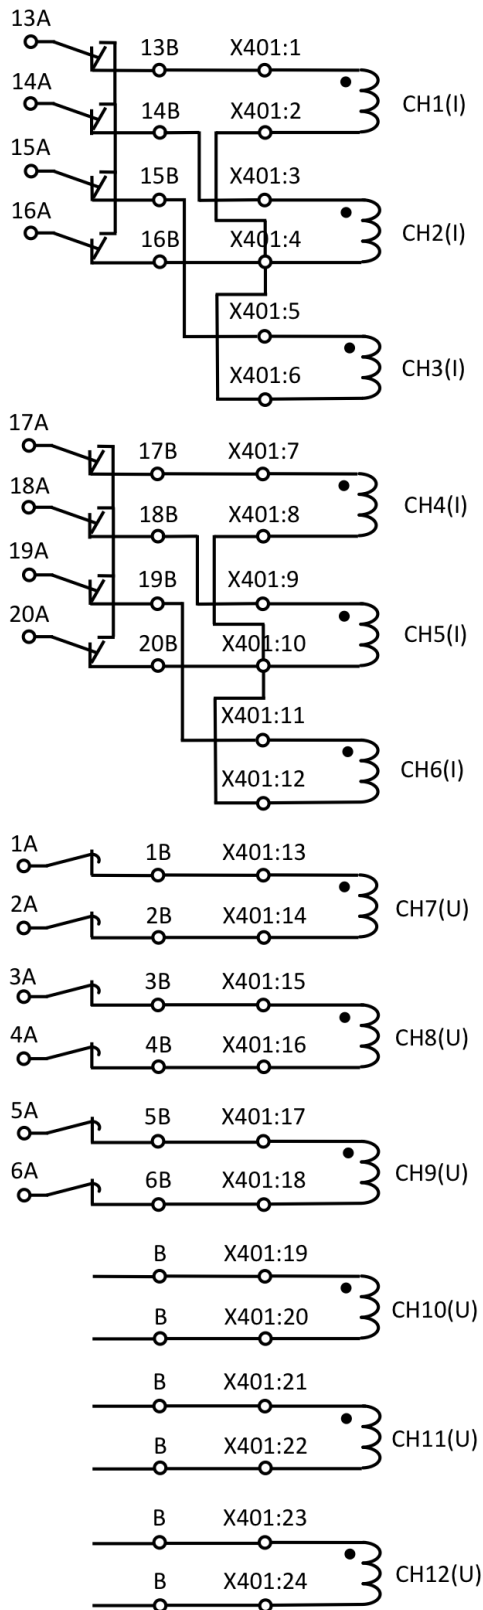 13A 13B X401:1
14A 14B X401:2 CH1(I)
15A 15B X401:3
16A 16B X401:4 CH2(I)
X401:5
X401:6 CH3(I)
17A 17B X401:7
18A 18B X401:8 CH4(I)
19A 19B X401:9
20A 20B X401:10 CH5(I)
X401:11
X401:12 CH6(I)
1A 1B X401:13
2A 2B X401:14 CH7(U)
3A 3B X401:15
4A 4B X401:16 CH8(U)
5A 5B X401:17
6A 6B X401:18 CH9(U)
B X401:19
B X401:20 CH10(U)
B X401:21
B X401:22 CH11(U)
B X401:23
B X401:24 CH12(U)